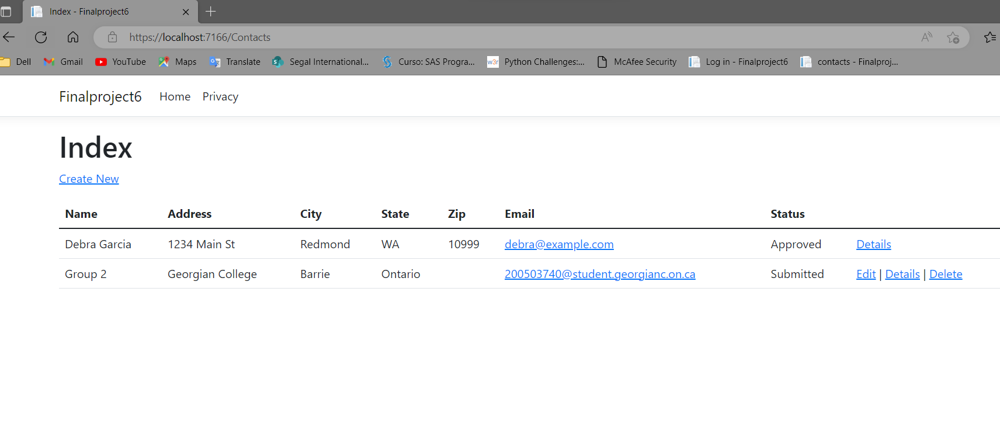 Index - Finalproject6
https://localhost:7166/Contacts
Dell Gmail YouTube Maps Translate Segal International... Curso: SAS Progra... w3r Python Challenges:... McAfee Security Log in - Finalproject6 contacts - Finalproj...
Finalproject6 Home Privacy
Index
Create New
Name Address City State Zip Email Status
Debra Garcia 1234 Main St Redmond WA 10999 debra@example.com Approved Details
Group 2 Georgian College Barrie Ontario 200503740@student.georgianc.on.ca Submitted Edit | Details | Delete